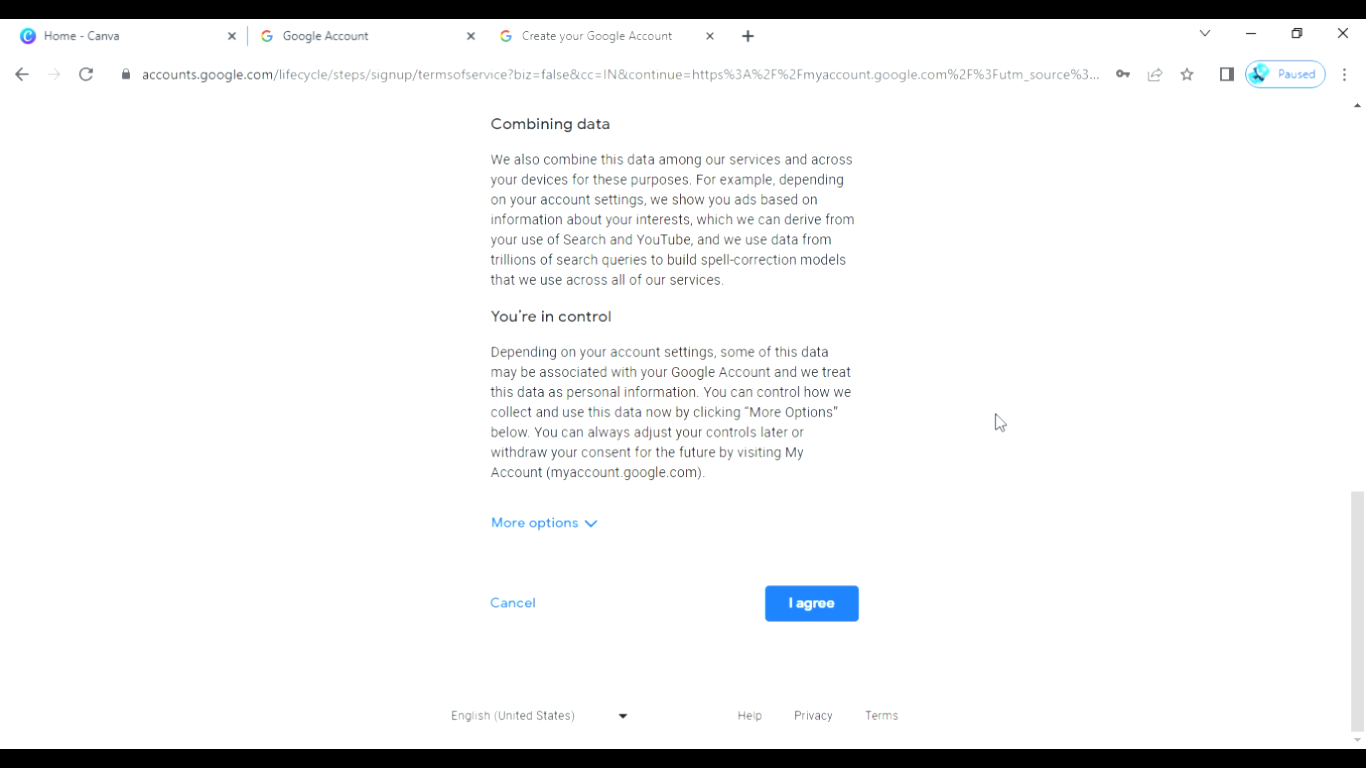 Home - Canva
Google Account
Create your Google Account
accounts.google.com/lifecycle/steps/signup/termsofservice?biz=false&cc=IN&continue=https%3A%2F%2Fmyaccount.google.com%2F%3Futm_source%3...
Paused
Combining data
We also combine this data among our services and across
your devices for these purposes. For example, depending
on your account settings, we show you ads based on
information about your interests, which we can derive from
your use of Search and YouTube, and we use data from
trillions of search queries to build spell-correction models
that we use across all of our services.
You're in control
Depending on your account settings, some of this data
may be associated with your Google Account and we treat
this data as personal information. You can control how we
collect and use this data now by clicking “More Options”
below. You can always adjust your controls later or
withdraw your consent for the future by visiting My
Account (myaccount.google.com).
More options
Cancel
I agree
English (United States)
Help
Privacy
Terms